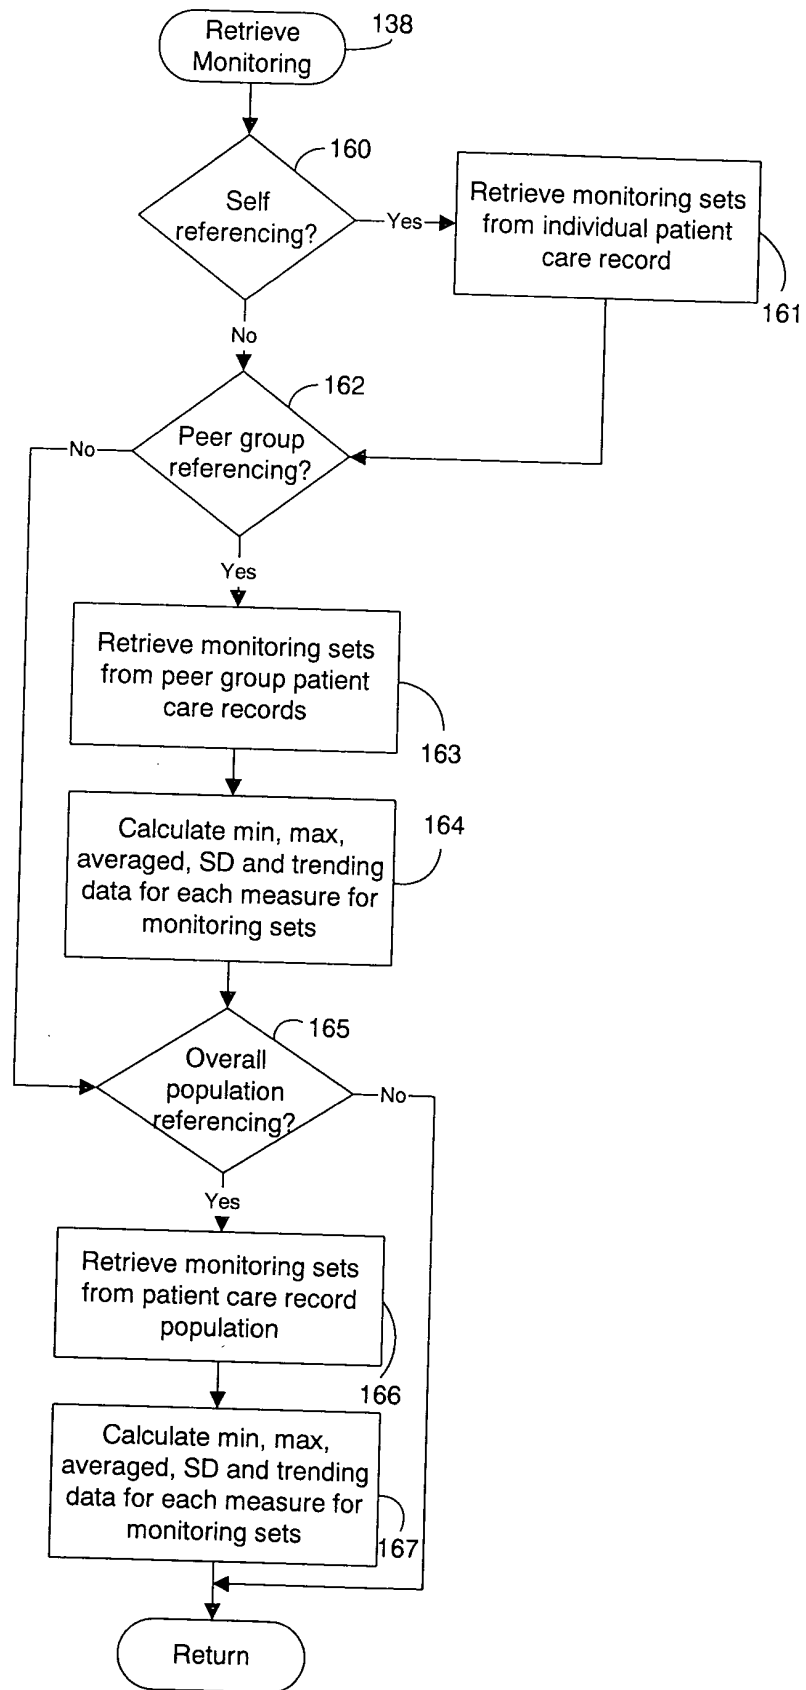 Retrieve
Monitoring
138
160
Self
referencing?
Yes
Retrieve monitoring sets
from individual patient
care record
161
No
162
Peer group
referencing?
No
Yes
Retrieve monitoring sets
from peer group patient
care records
163
Calculate min, max,
averaged, SD and trending
data for each measure for
monitoring sets
164
165
Overall
population
referencing?
No
Yes
Retrieve monitoring sets
from patient care record
population
166
Calculate min, max,
averaged, SD and trending
data for each measure for
monitoring sets
167
Return